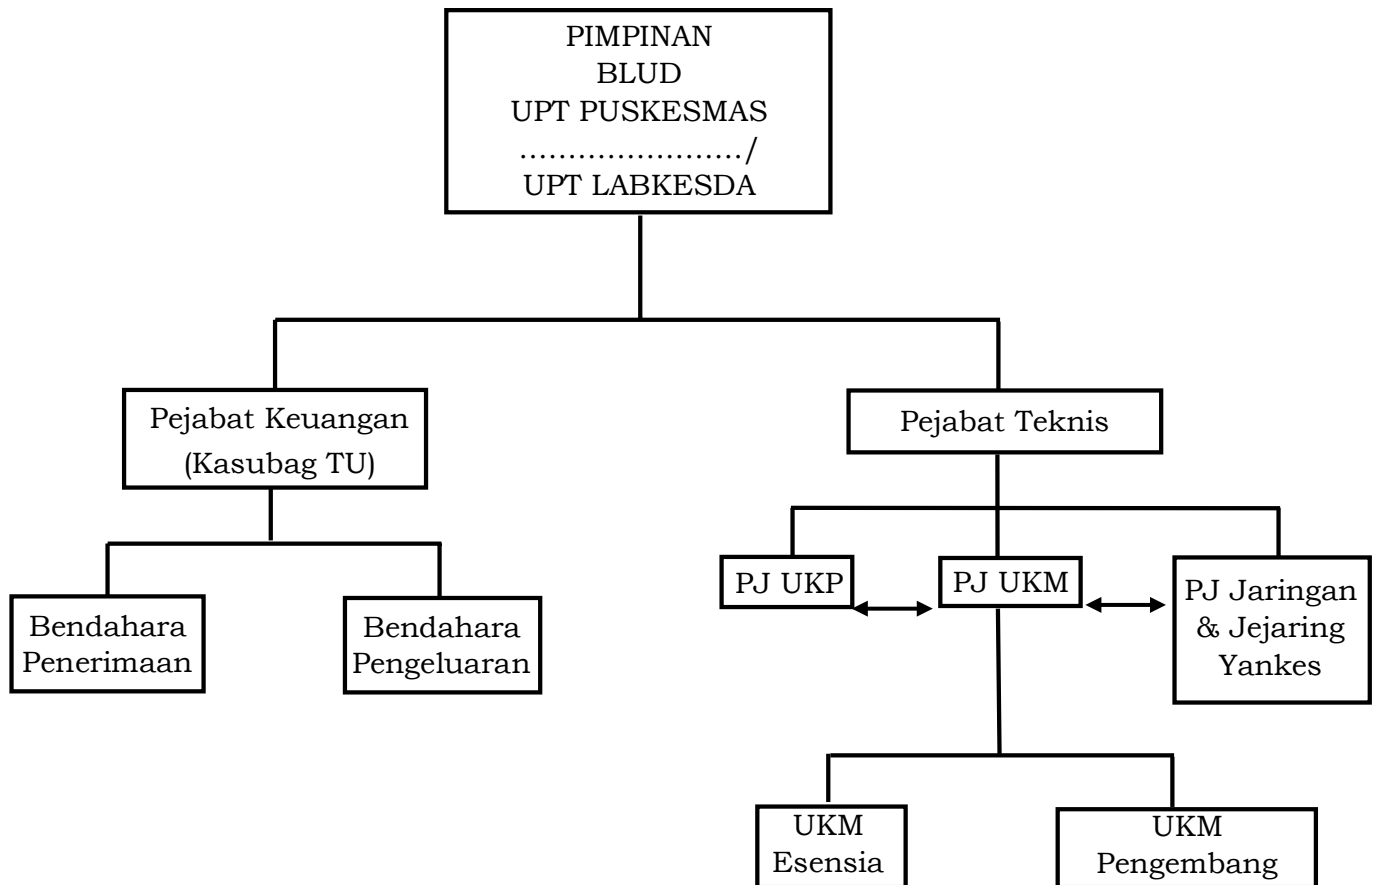 PIMPINAN
BLUD
UPT PUSKESMAS
......................./
UPT LABKESDA
Pejabat Keuangan
(Kasubag TU)
Pejabat Teknis
Bendahara
Penerimaan
Bendahara
Pengeluaran
PJ UKP
PJ UKM
PJ Jaringan
& Jejaring
Yankes
UKM
Esensia
UKM
Pengembang